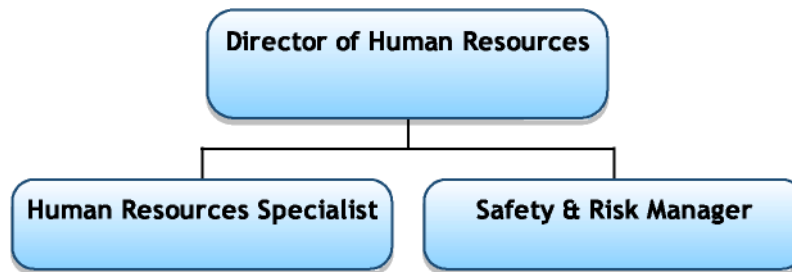 Director of Human Resources
Human Resources Specialist
Safety & Risk Manager